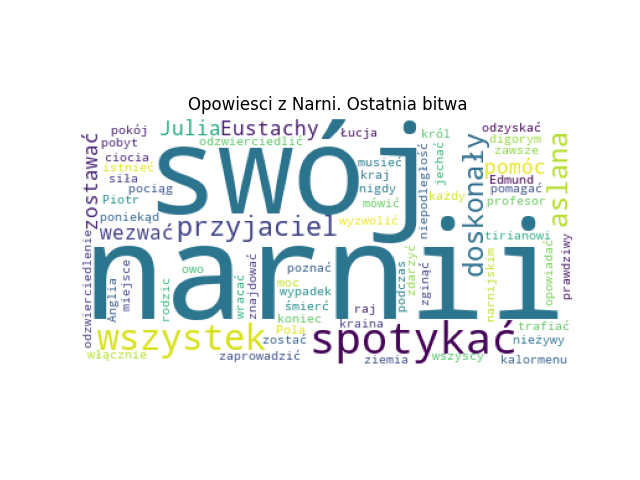 Opowiesci z Narni. Ostatnia bitwa
pokój
Julia
Eustachy
Łucja
król
odzyskać
pobyt
odzwierciedlić
digorym
zawsze
ciocia
istnieć
siła
pociąg
Piotr
zostawać
swój
musieć
kraj
nigdy
mówić
każdy
jechać
niepodległość
doskonały
pomóc
Edmund
pomagać
profesor
aslana
poniekąd
wezwać
przyjaciel
wyzwolić
tirianowi
narnii
odzwierciedlenie
Anglia
miejsce
rodzic
owo
wracać
znajdować
poznać
moc
wypadek
śmierć
koniec
Pola
raj
kraina
podczas
zdarzyć
zginąć
narnijskim
opowiadać
prawdziwy
wszystek
zostać
spotykać
trafiać
nieżywy
włącznie
zaprowadzić
ziemia
wszyscy
kalormenu